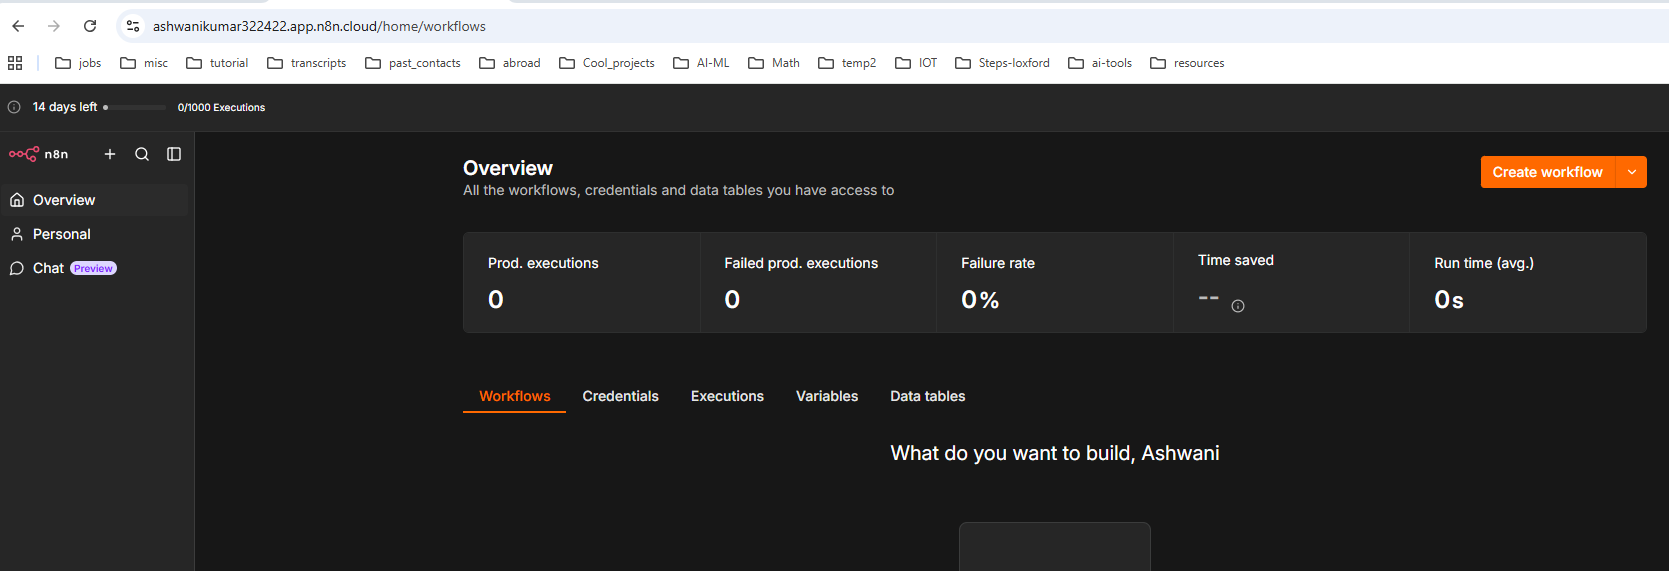 ashwanikumar322422.app.n8n.cloud/home/workflows
jobs misc tutorial transcripts past_contacts abroad Cool_projects AI-ML Math temp2 IOT Steps-loxford ai-tools resources
14 days left 0/1000 Executions
n8n
Overview
Personal
Chat Preview
Overview
All the workflows, credentials and data tables you have access to
Create workflow
Prod. executions
0
Failed prod. executions
0
Failure rate
0%
Time saved
--
Run time (avg.)
0s
Workflows Credentials Executions Variables Data tables
What do you want to build, Ashwani